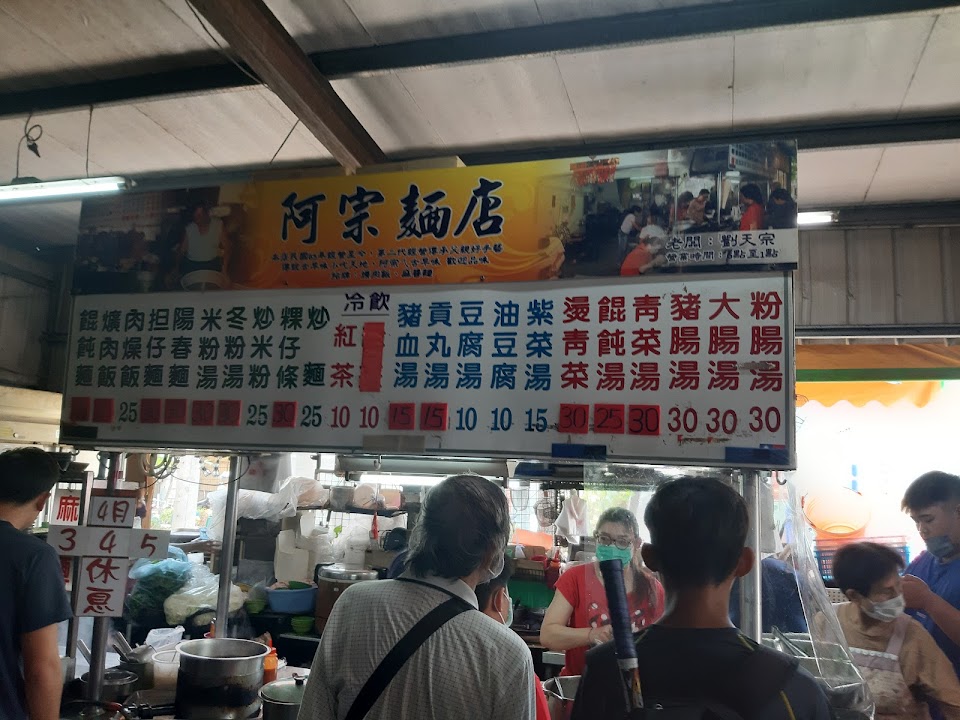 阿宗麵店
老闆：劉天宗
冷飲
餛飩麵
爌肉飯
肉燥飯 25
担仔麵
陽春麵
米粉湯
冬粉湯
炒米粉 25
粿仔條 30
炒麵 25
紅茶 10
10
豬血湯 15
貢丸湯 15
豆腐湯 10
油豆腐 10
紫菜湯 15
燙青菜 30
餛飩湯 25
青菜湯 30
豬腸湯 30
大腸湯 30
粉腸湯 30
麻
4月
3 4 5
休息